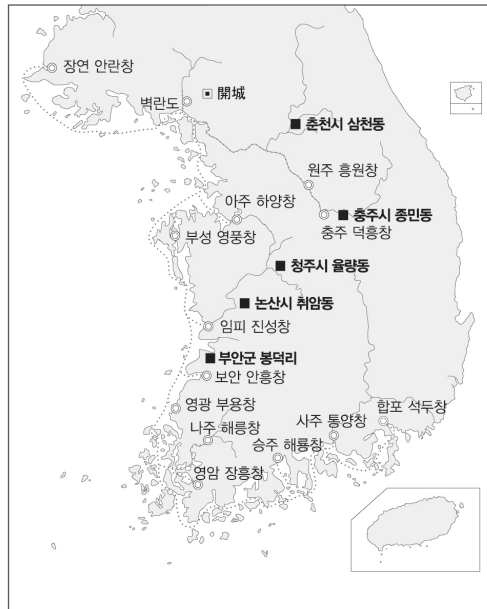 장연 안란창
벽란도
開城
춘천시 삼천동
원주 흥원창
아주 하양창
충주시 종민동
충주 덕흥창
부성 영풍창
청주시 율량동
논산시 취암동
임피 진성창
부안군 봉덕리
보안 안흥창
영광 부용창
합포 석두창
사주 통양창
나주 해릉창
승주 해룡창
영암 장흥창